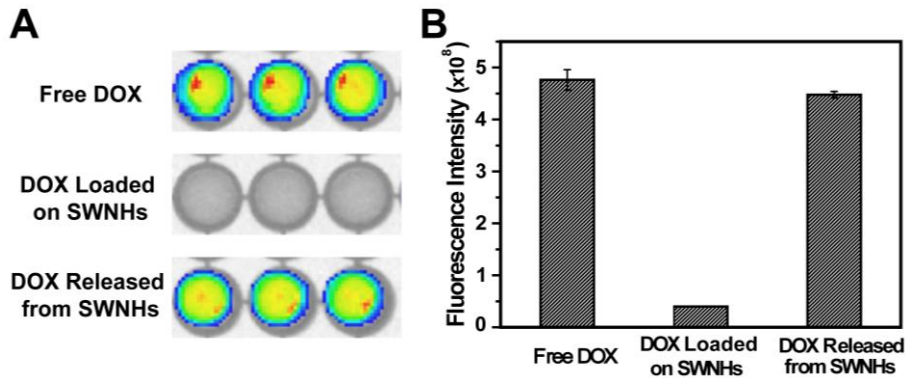 A
Free DOX
DOX Loaded
on SWNHs
DOX Released
from SWNHs
B
Fluorescence Intensity (x10⁸)
5
4
3
2
1
0
Free DOX
DOX Loaded
on SWNHs
DOX Released
from SWNHs